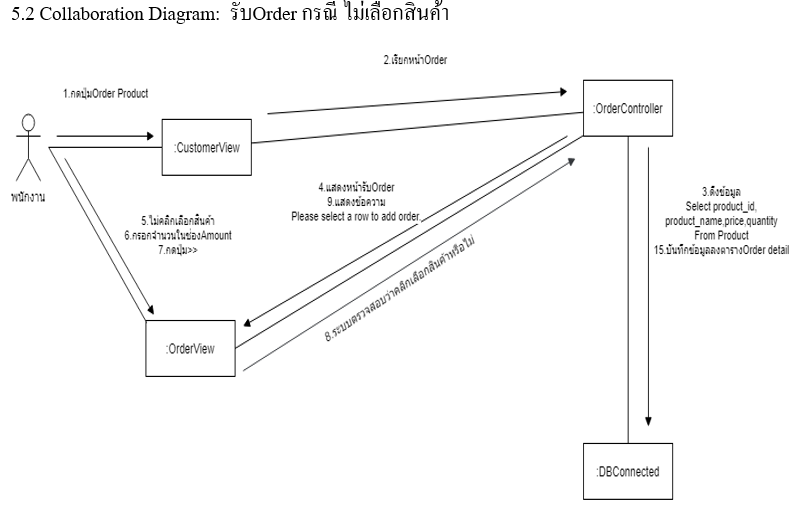 5.2 Collaboration Diagram:  รับOrder กรณี ไม่เลือกสินค้า
2.เรียกหน้าOrder
1.กดปุ่มOrder Product
:OrderController
:CustomerView
พนักงาน
4.แสดงหน้ารับOrder
9.แสดงข้อความ
Please select a row to add order
3.ดึงข้อมูล
Select product_id,
product_name,price,quantity
From Product
15.บันทึกข้อมูลลงตารางOrder detail
5.ไม่คลิกเลือกสินค้า
6.กรอกจำนวนในช่องAmount
7.กดปุ่ม>>
8.ระบบตรวจสอบว่าคลิกเลือกสินค้าหรือไม่
:OrderView
:DBConnected